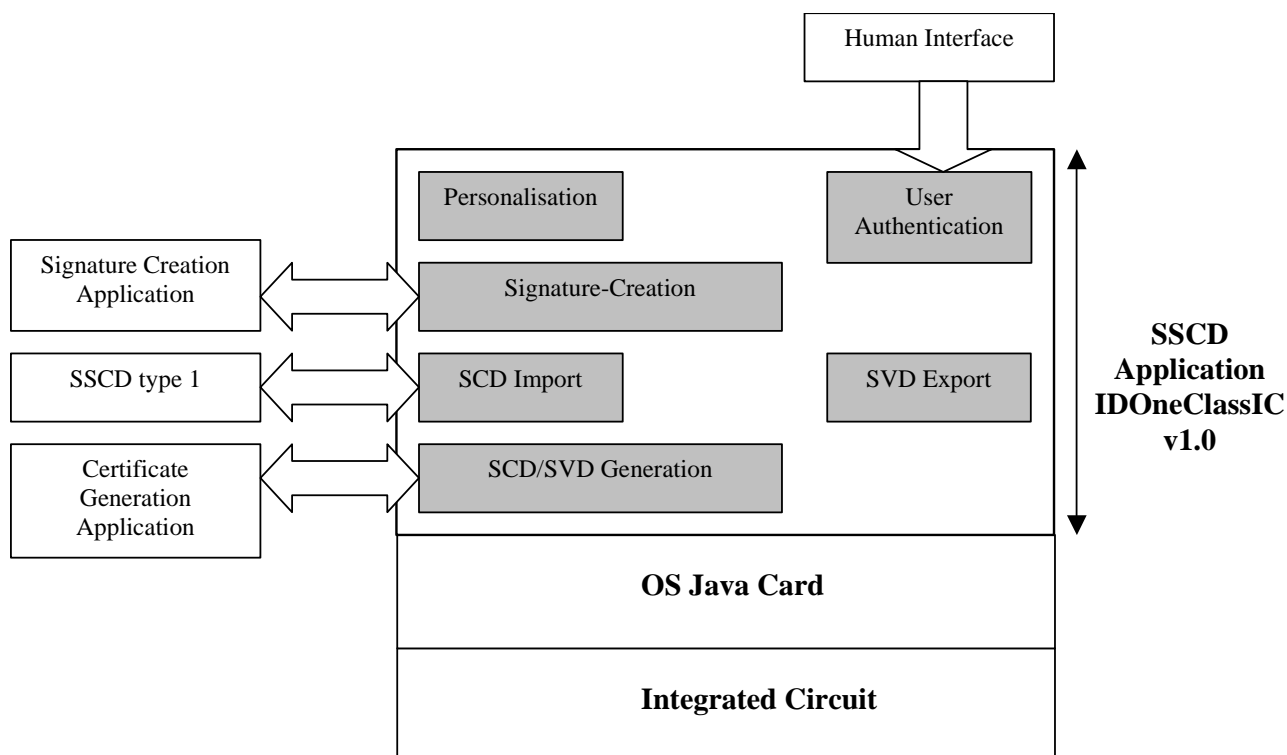 Human Interface
Personalisation
User
Authentication
Signature Creation
Application
Signature-Creation
SSCD type 1
SCD Import
SVD Export
SSCD
Application
IDOneClassIC
v1.0
Certificate
Generation
Application
SCD/SVD Generation
OS Java Card
Integrated Circuit